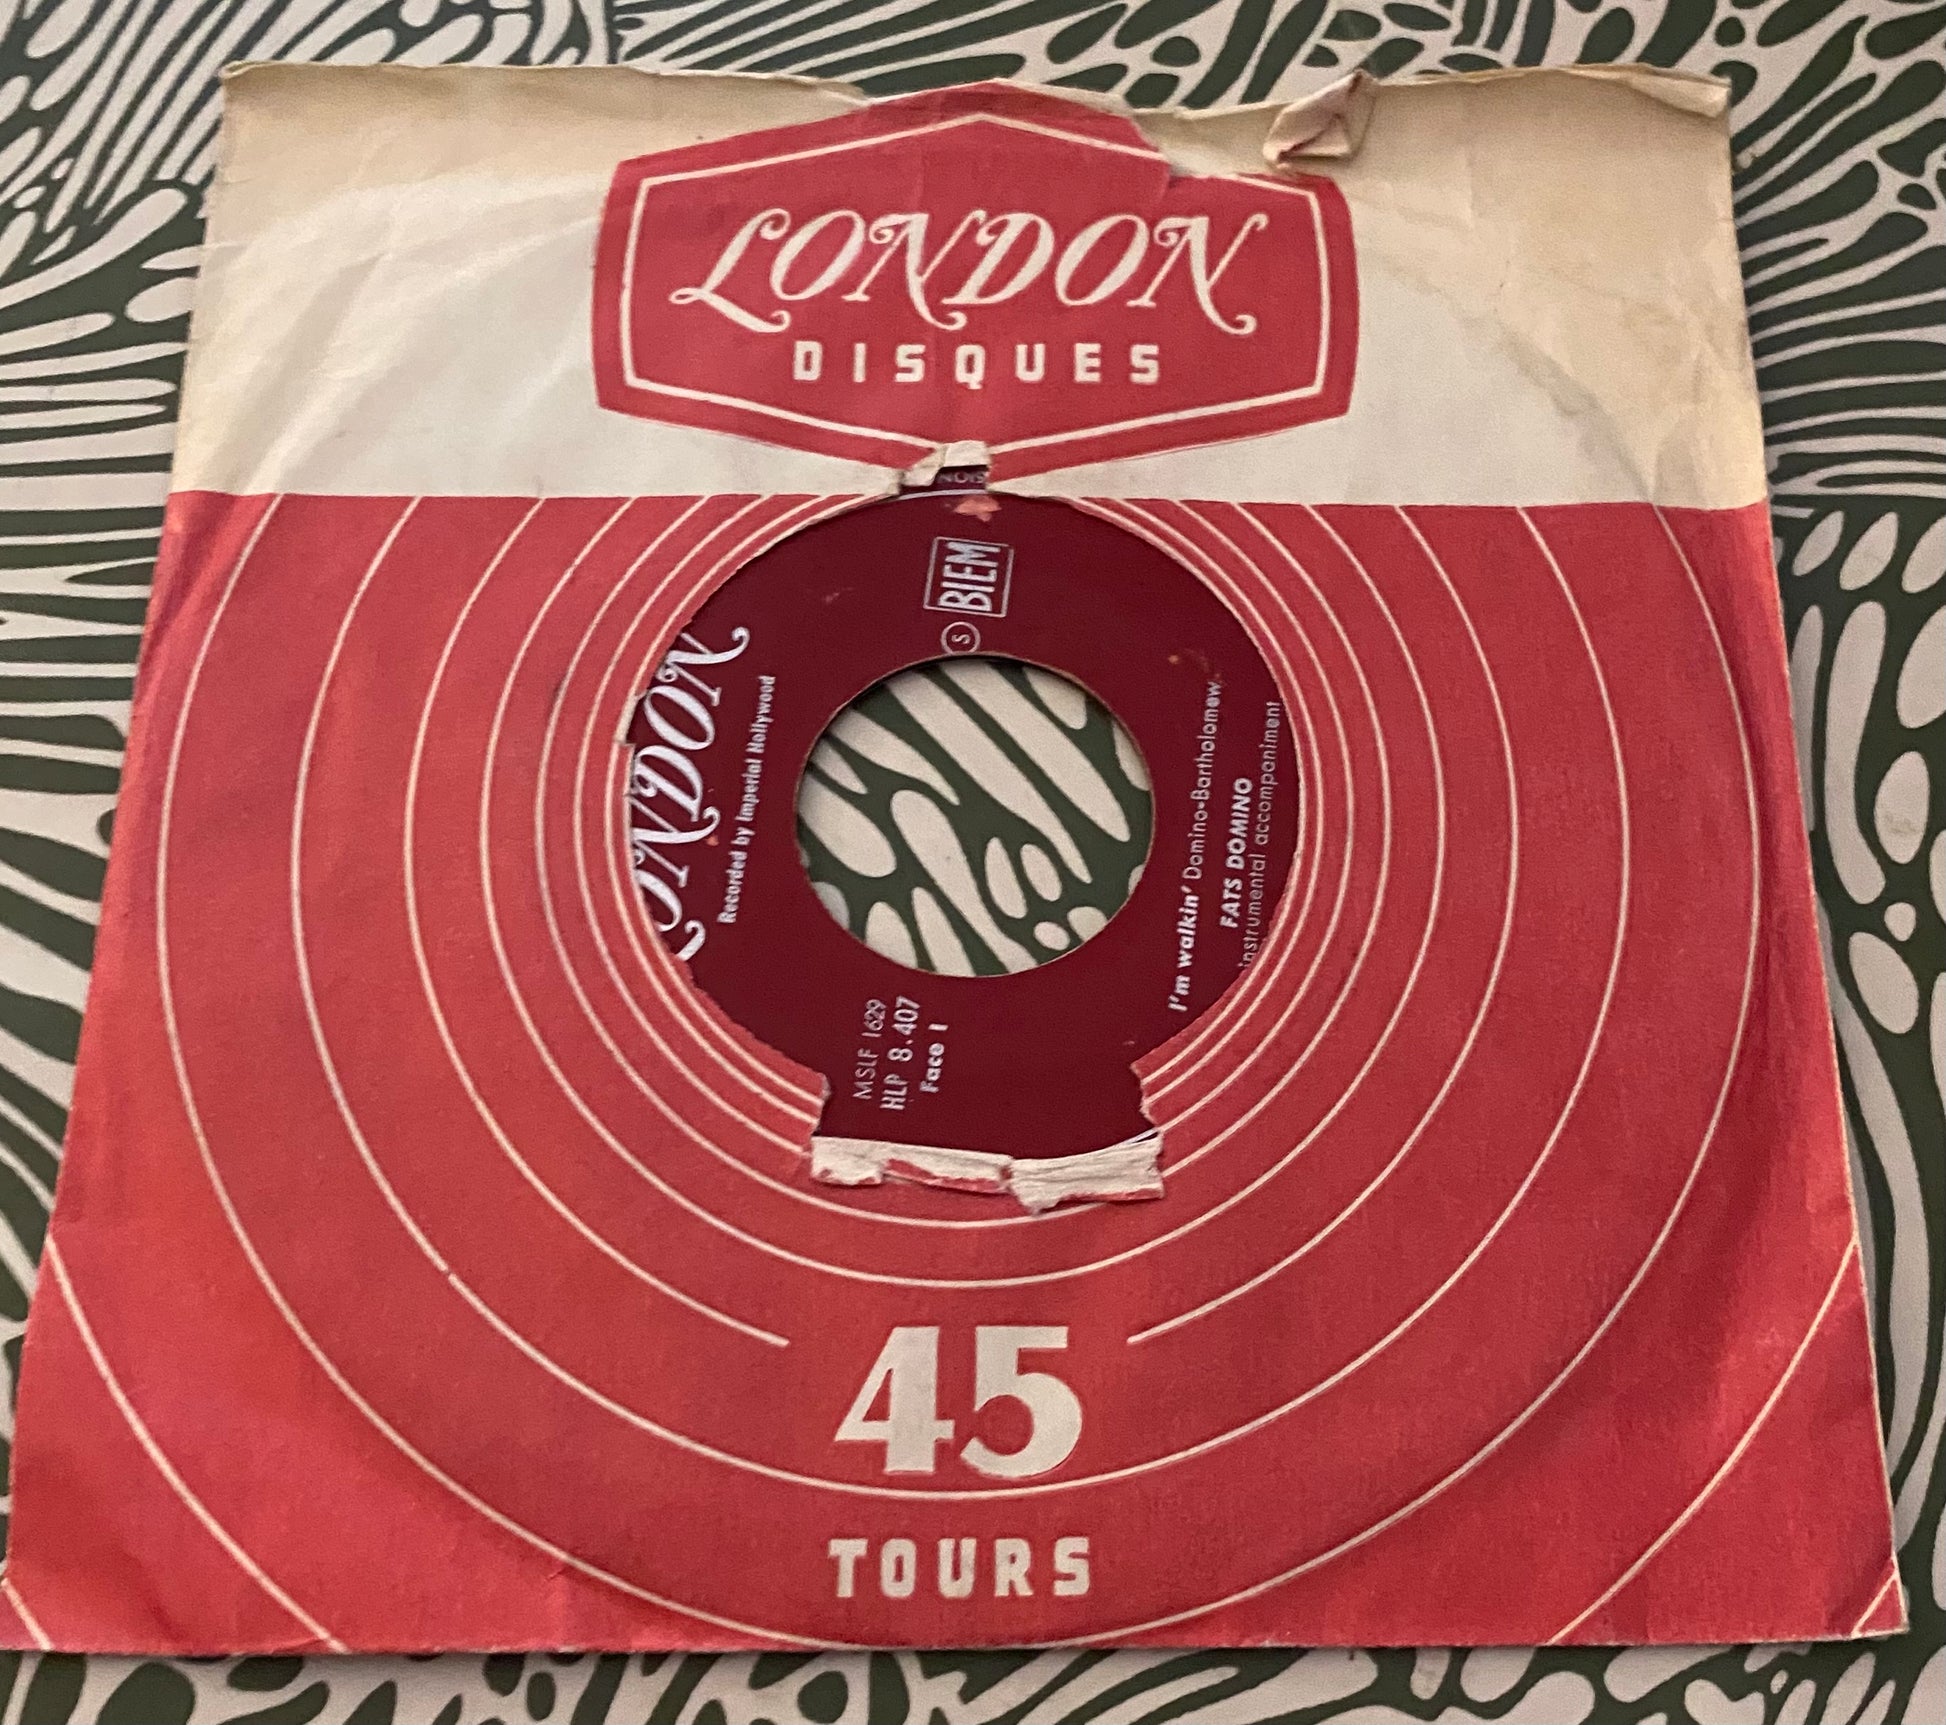 LONDON
DISQUES
BIEM
S
LONDON
Recorded by Imperial Hollywood
MSLF 1629
HLP 8.407
Face 1
I'm walkin' Domino-Bartholomew
FATS DOMINO
instrumental accompaniment
45
TOURS